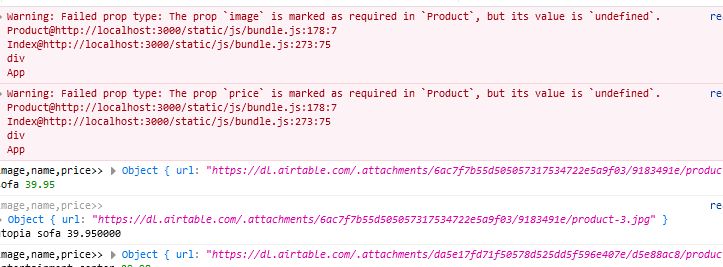 Warning: Failed prop type: The prop `image` is marked as required in `Product`, but its value is `undefined`. re
Product@http://localhost:3000/static/js/bundle.js:178:7
Index@http://localhost:3000/static/js/bundle.js:273:75
div
App
Warning: Failed prop type: The prop `price` is marked as required in `Product`, but its value is `undefined`. re
Product@http://localhost:3000/static/js/bundle.js:178:7
Index@http://localhost:3000/static/js/bundle.js:273:75
div
App
image,name,price>> Object { url: "https://dl.airtable.com/.attachments/6ac7f7b55d505057317534722e5a9f03/9183491e/produc
sofa 39.95
image,name,price>> re
Object { url: "https://dl.airtable.com/.attachments/6ac7f7b55d505057317534722e5a9f03/9183491e/product-3.jpg" }
utopia sofa 39.950000
image,name,price>> Object { url: "https://dl.airtable.com/.attachments/da5e17fd71f50578d525dd5f596e407e/d5e88ac8/produc